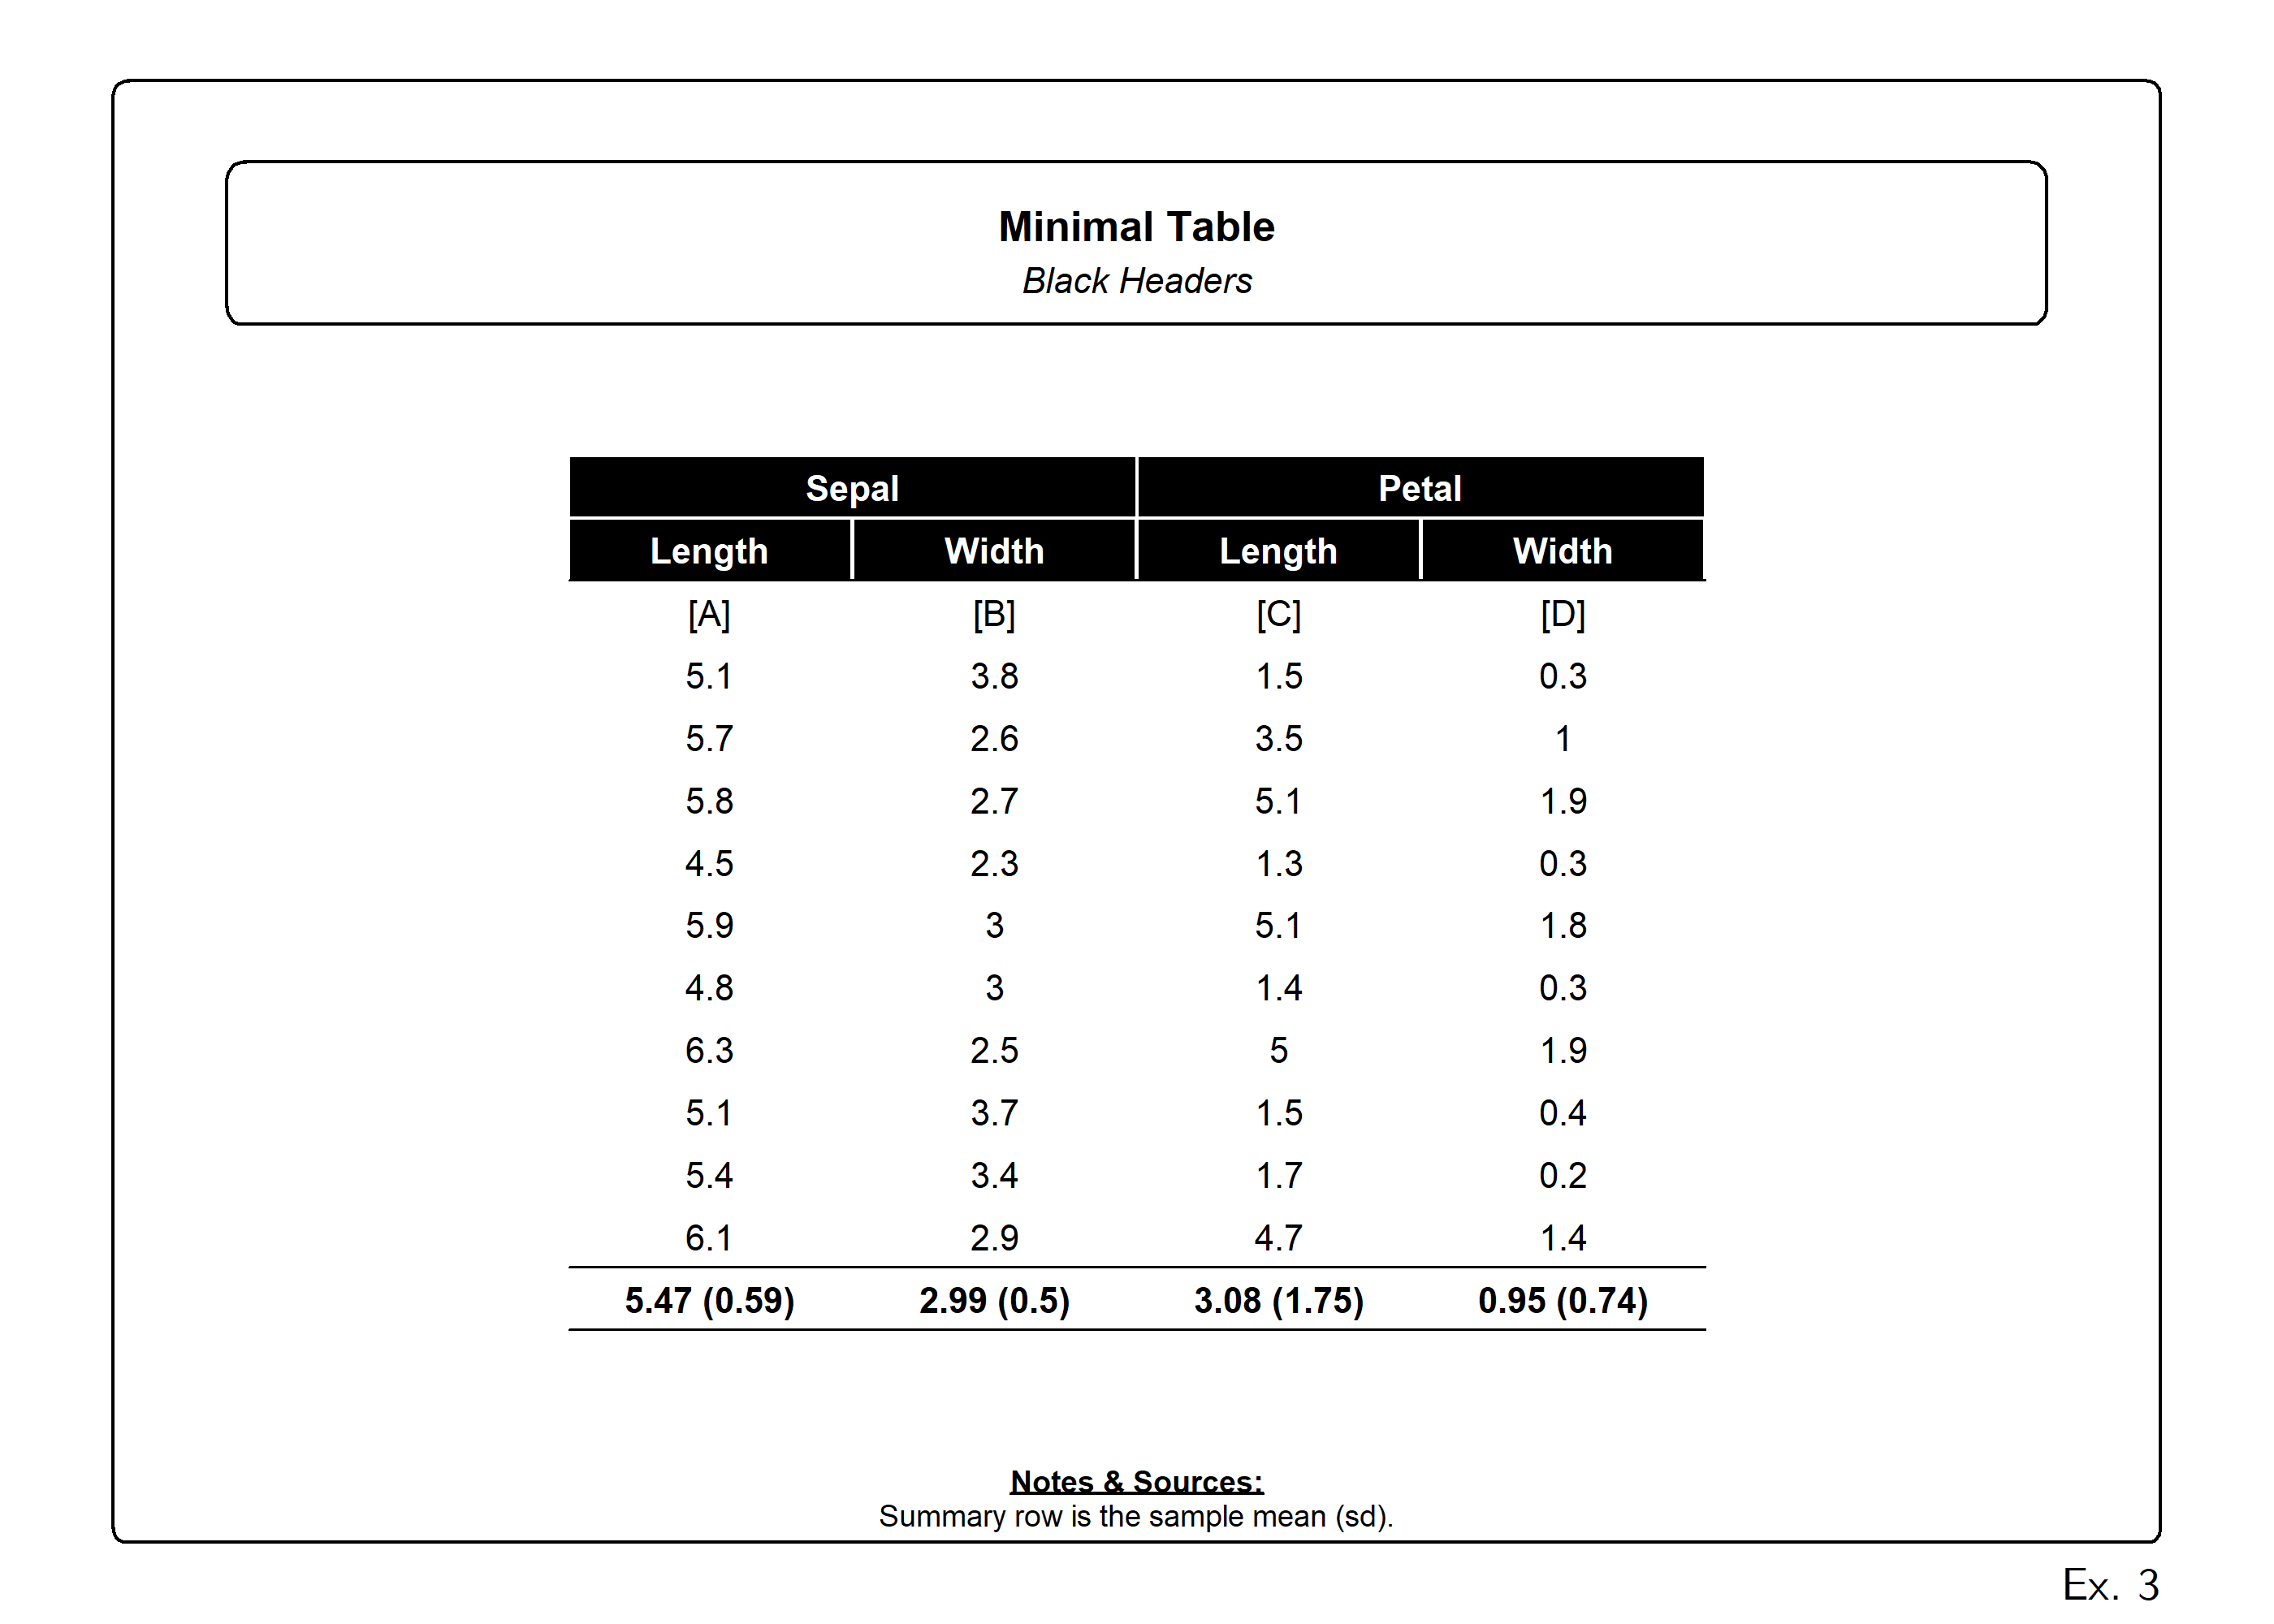 Minimal Table
Black Headers
Sepal Petal
Length Width Length Width
[A] [B] [C] [D]
5.1 3.8 1.5 0.3
5.7 2.6 3.5 1
5.8 2.7 5.1 1.9
4.5 2.3 1.3 0.3
5.9 3 5.1 1.8
4.8 3 1.4 0.3
6.3 2.5 5 1.9
5.1 3.7 1.5 0.4
5.4 3.4 1.7 0.2
6.1 2.9 4.7 1.4
5.47 (0.59) 2.99 (0.5) 3.08 (1.75) 0.95 (0.74)
Notes & Sources:
Summary row is the sample mean (sd).
Ex. 3